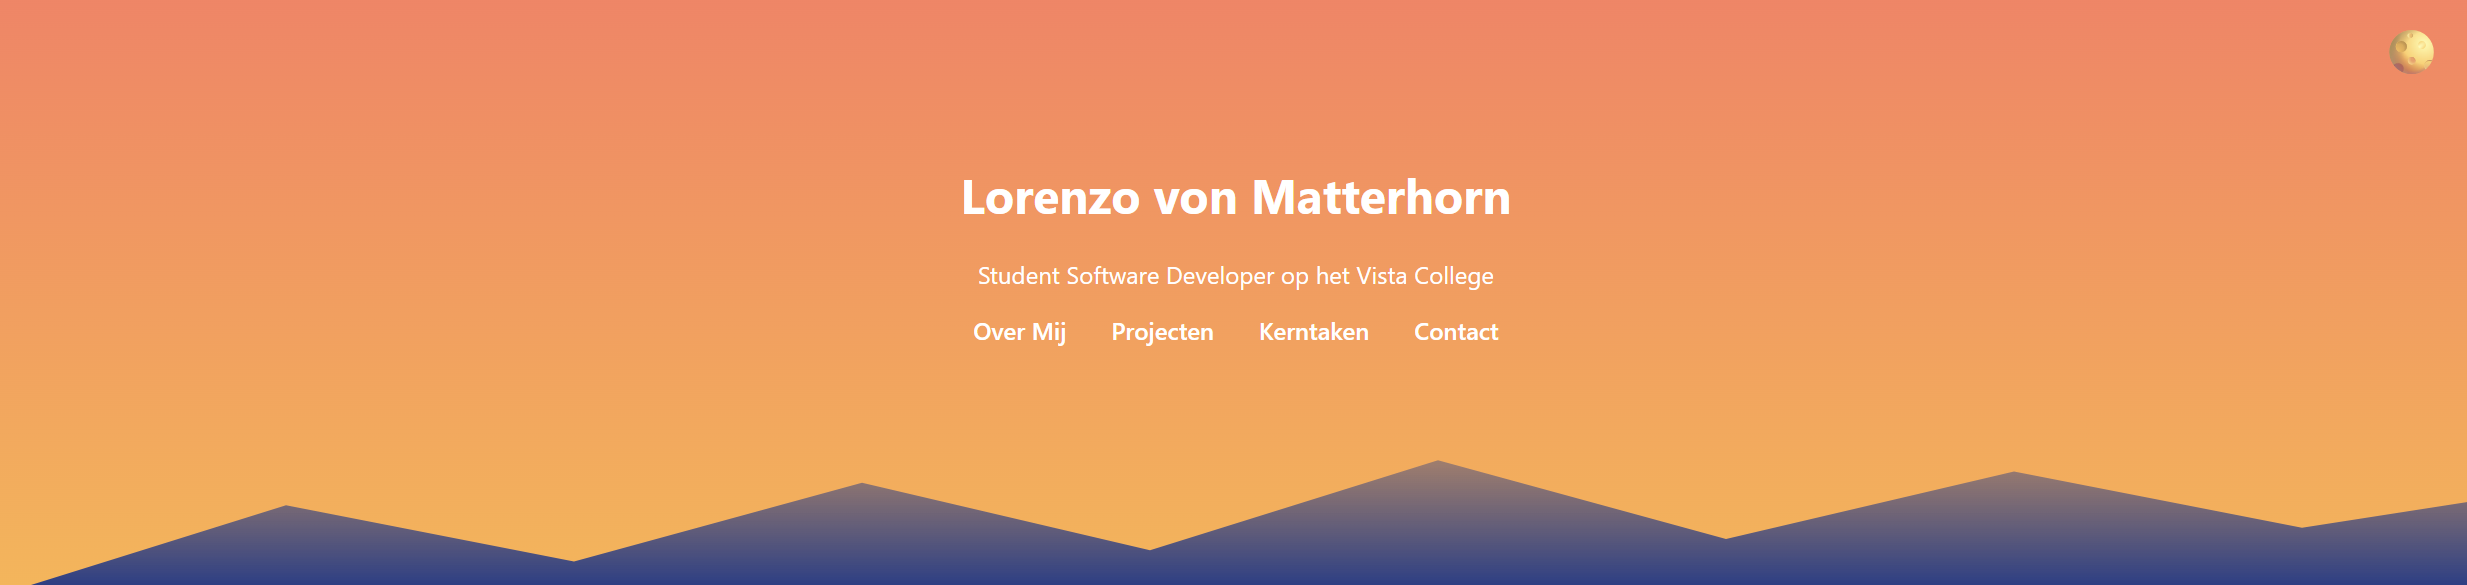 Lorenzo von Matterhorn
Student Software Developer op het Vista College
Over Mij Projecten Kerntaken Contact